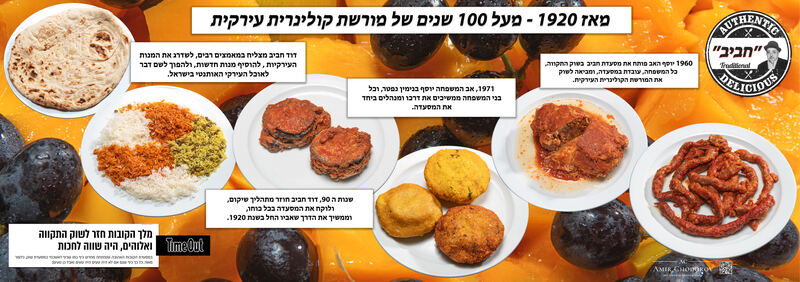 מאז 1920 - מעל 100 שנים של מורשת קולינרית עירקית
AUTHENTIC
"חביב"
Traditional
DELICIOUS
1960 יוסף האב פותח את מסעדת חביב בשוק התקווה,
כל המשפחה, עובדת במסעדה, ומביאה לשוק
את המורשת הקולינרית העירקית.
1971, אב המשפחה יוסף בנימין נפטר, וכל
בני המשפחה ממשיכים את דרכו ומנהלים ביחד
את המסעדה.
דוד חביב מצליח במאמצים רבים, לשדרג את המנות
העירקיות, להוסיף מנות חדשות, ולהפוך לשם דבר
לאוכל העירקי האותנטי בישראל.
שנות ה 90, דוד חביב חוזר מתהליך שיקום,
ולוקח את המסעדה בכל כוחו,
וממשיך את הדרך שאביו החל בשנת 1920.
מלך הקובות חזר לשוק התקווה
ואלוהים, היה שווה לחכות
TimeOut
AC
AMIR CHODOROV